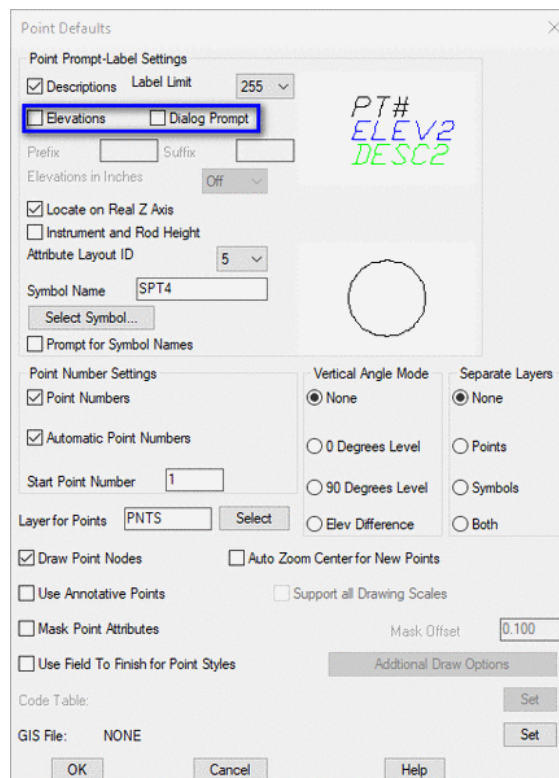 Point Defaults
Point Prompt-Label Settings
Descriptions Label Limit 255
Elevations Dialog Prompt
Prefix Suffix
Elevations in Inches Off
Locate on Real Z Axis
Instrument and Rod Height
Attribute Layout ID 5
Symbol Name SPT4
Select Symbol...
Prompt for Symbol Names
PT#
ELEV2
DESC2
Point Number Settings
Point Numbers
Automatic Point Numbers
Start Point Number 1
Vertical Angle Mode
None
0 Degrees Level
90 Degrees Level
Elev Difference
Separate Layers
None
Points
Symbols
Both
Layer for Points PNTS Select
Draw Point Nodes Auto Zoom Center for New Points
Use Annotative Points Support all Drawing Scales
Mask Point Attributes Mask Offset 0.100
Use Field To Finish for Point Styles Addtional Draw Options
Code Table: Set
GIS File: NONE Set
OK Cancel Help